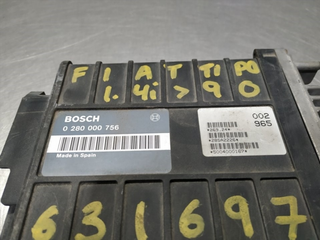 FIAT TIPO
1.4i > 90
BOSCH
0 280 000 756
Made in Spain
002
965
631697